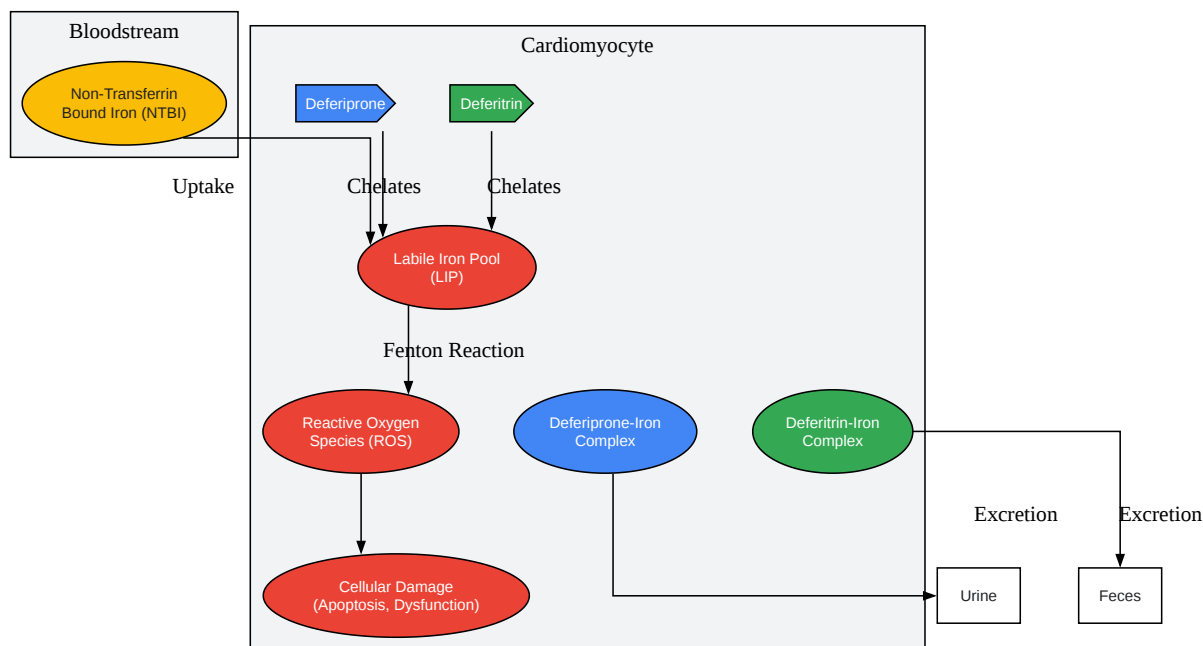 Bloodstream
Cardiomyocyte
Non-Transferrin
Bound Iron (NTBI)
Deferiprone
Deferitrin
Uptake
Chelates
Chelates
Labile Iron Pool
(LIP)
Fenton Reaction
Reactive Oxygen
Species (ROS)
Deferiprone-Iron
Complex
Deferitrin-Iron
Complex
Excretion
Excretion
Cellular Damage
(Apoptosis, Dysfunction)
Urine
Feces